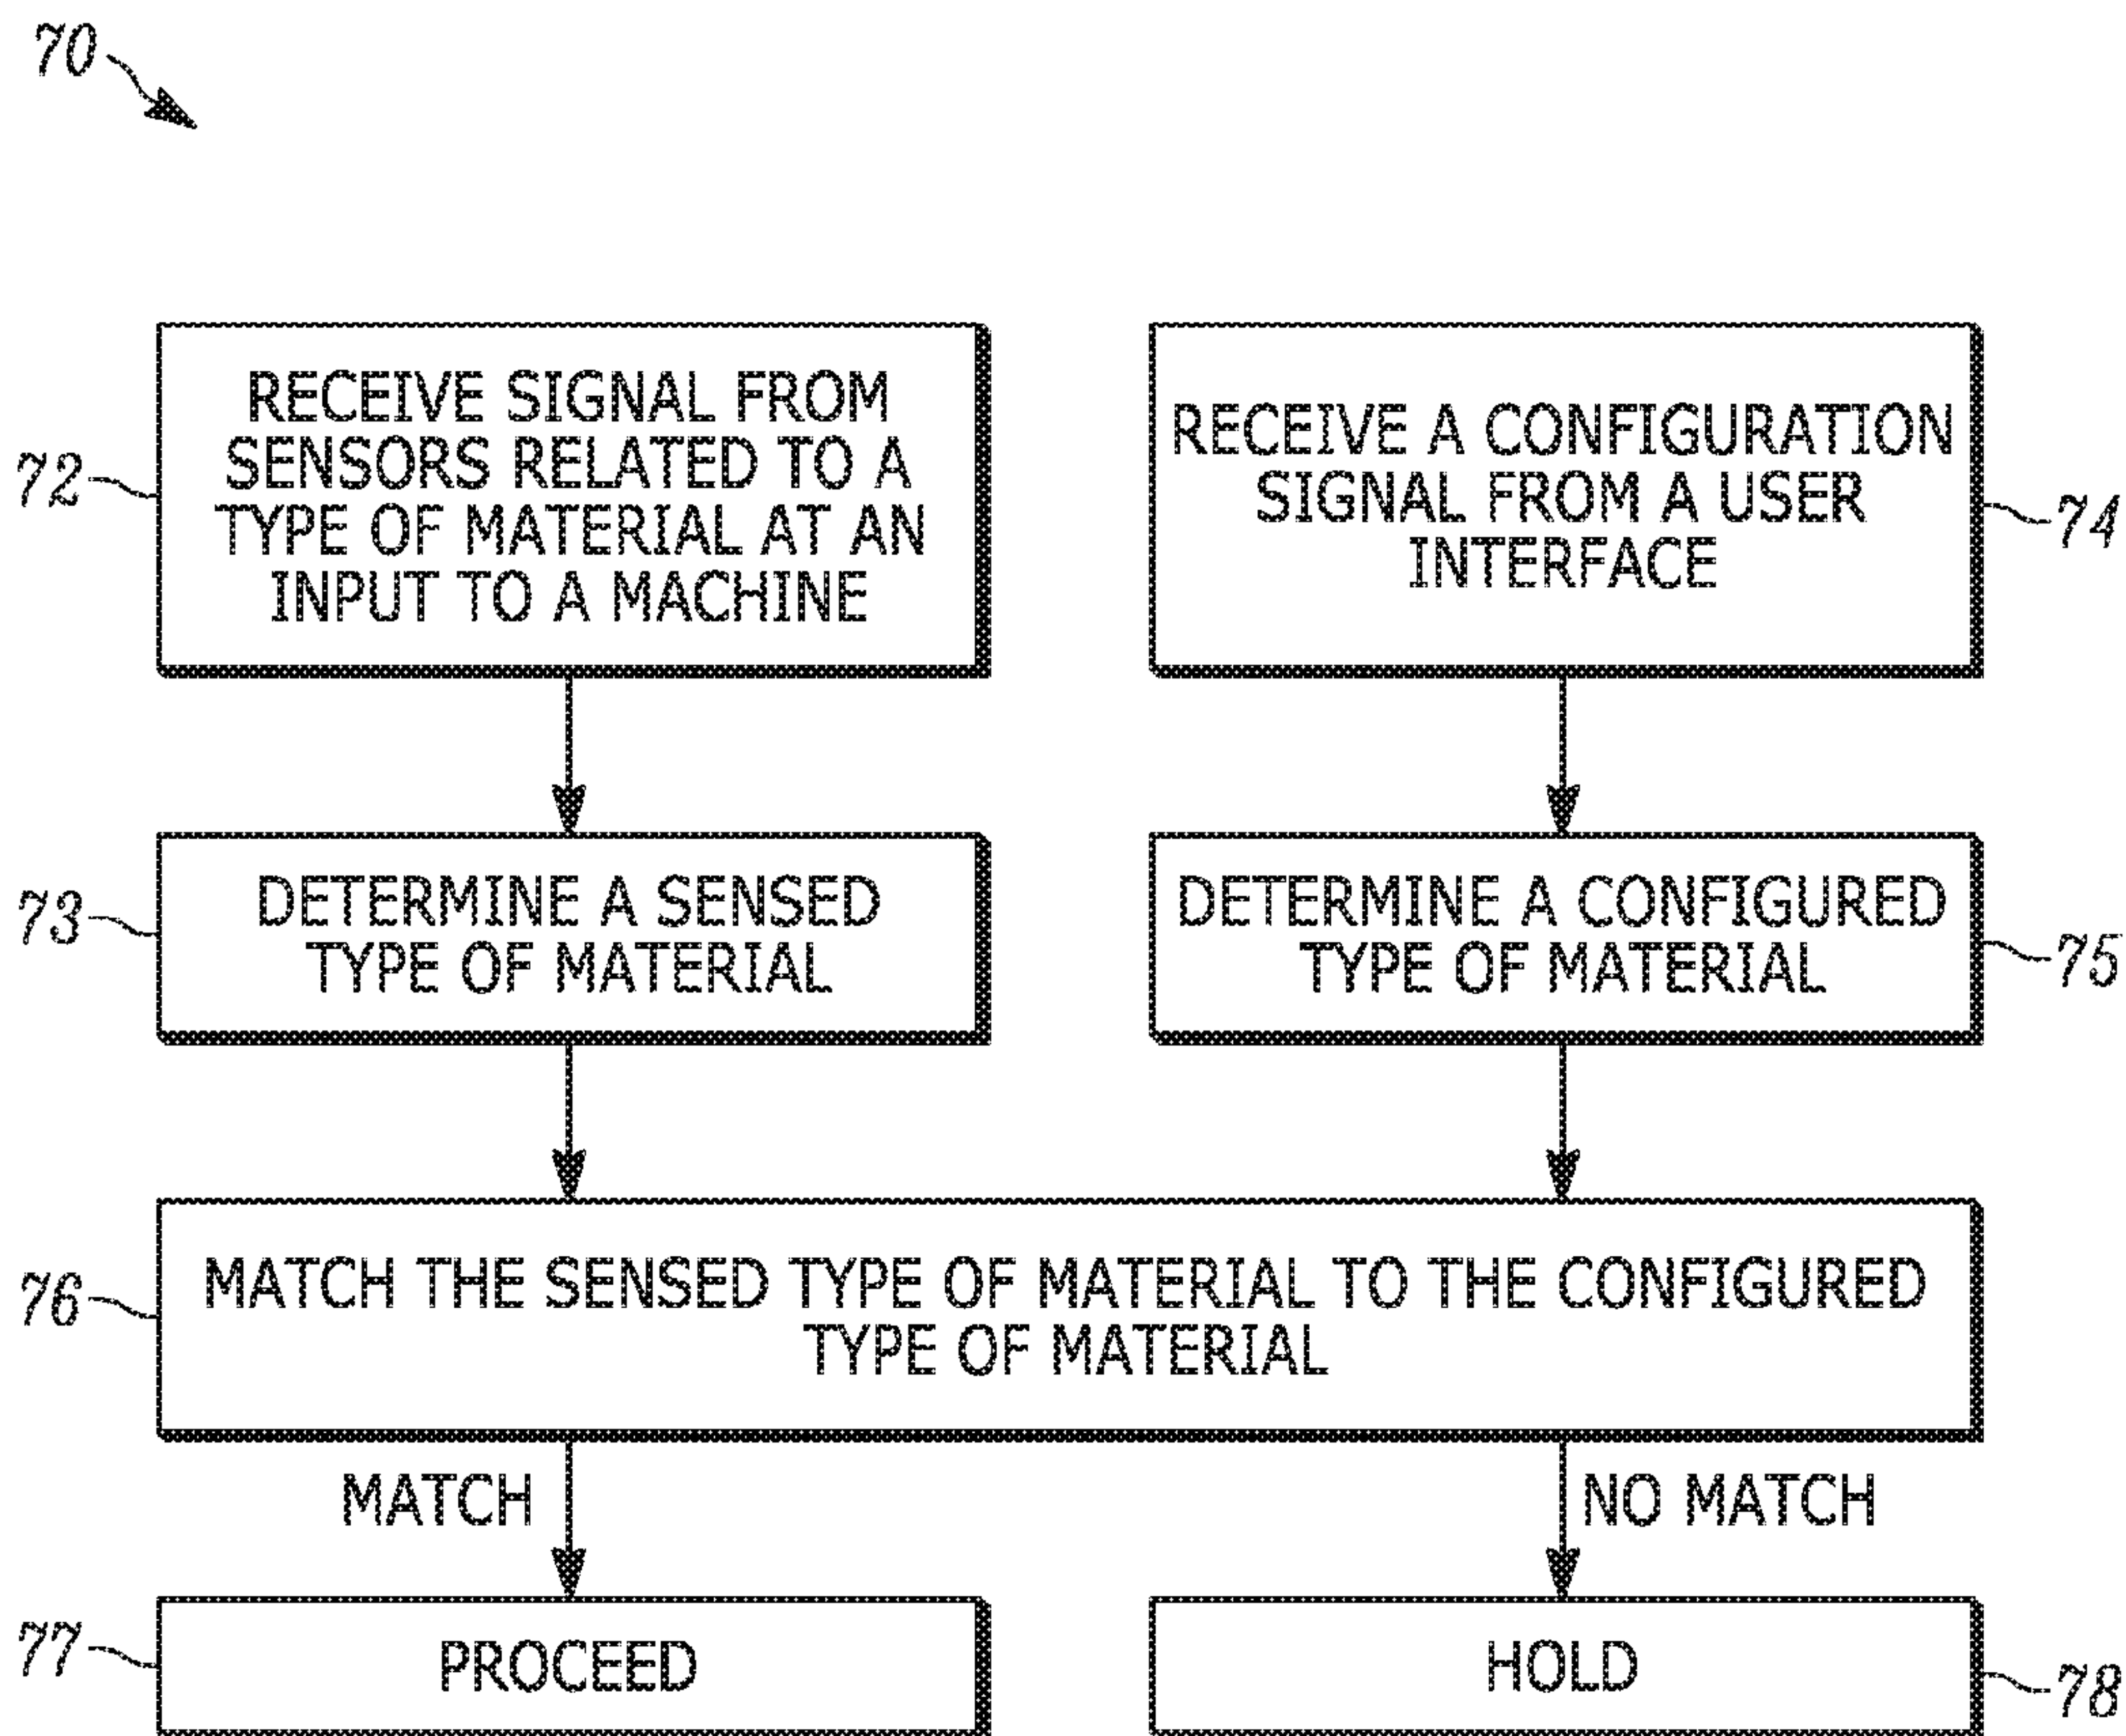 70
72
RECEIVE SIGNAL FROM
SENSORS RELATED TO A
TYPE OF MATERIAL AT AN
INPUT TO A MACHINE
RECEIVE A CONFIGURATION
SIGNAL FROM A USER
INTERFACE
74
73
DETERMINE A SENSED
TYPE OF MATERIAL
DETERMINE A CONFIGURED
TYPE OF MATERIAL
75
76
MATCH THE SENSED TYPE OF MATERIAL TO THE CONFIGURED
TYPE OF MATERIAL
MATCH
NO MATCH
77
PROCEED
HOLD
78